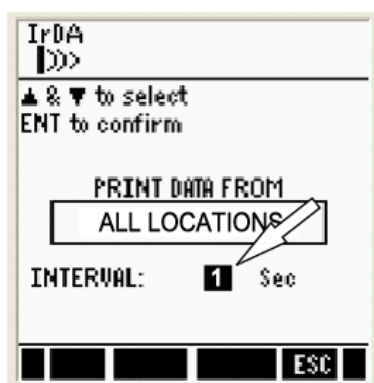 IrDA
▲ & ▼ to select
ENT to confirm
PRINT DATA FROM
ALL LOCATIONS
INTERVAL: 1 Sec
ESC